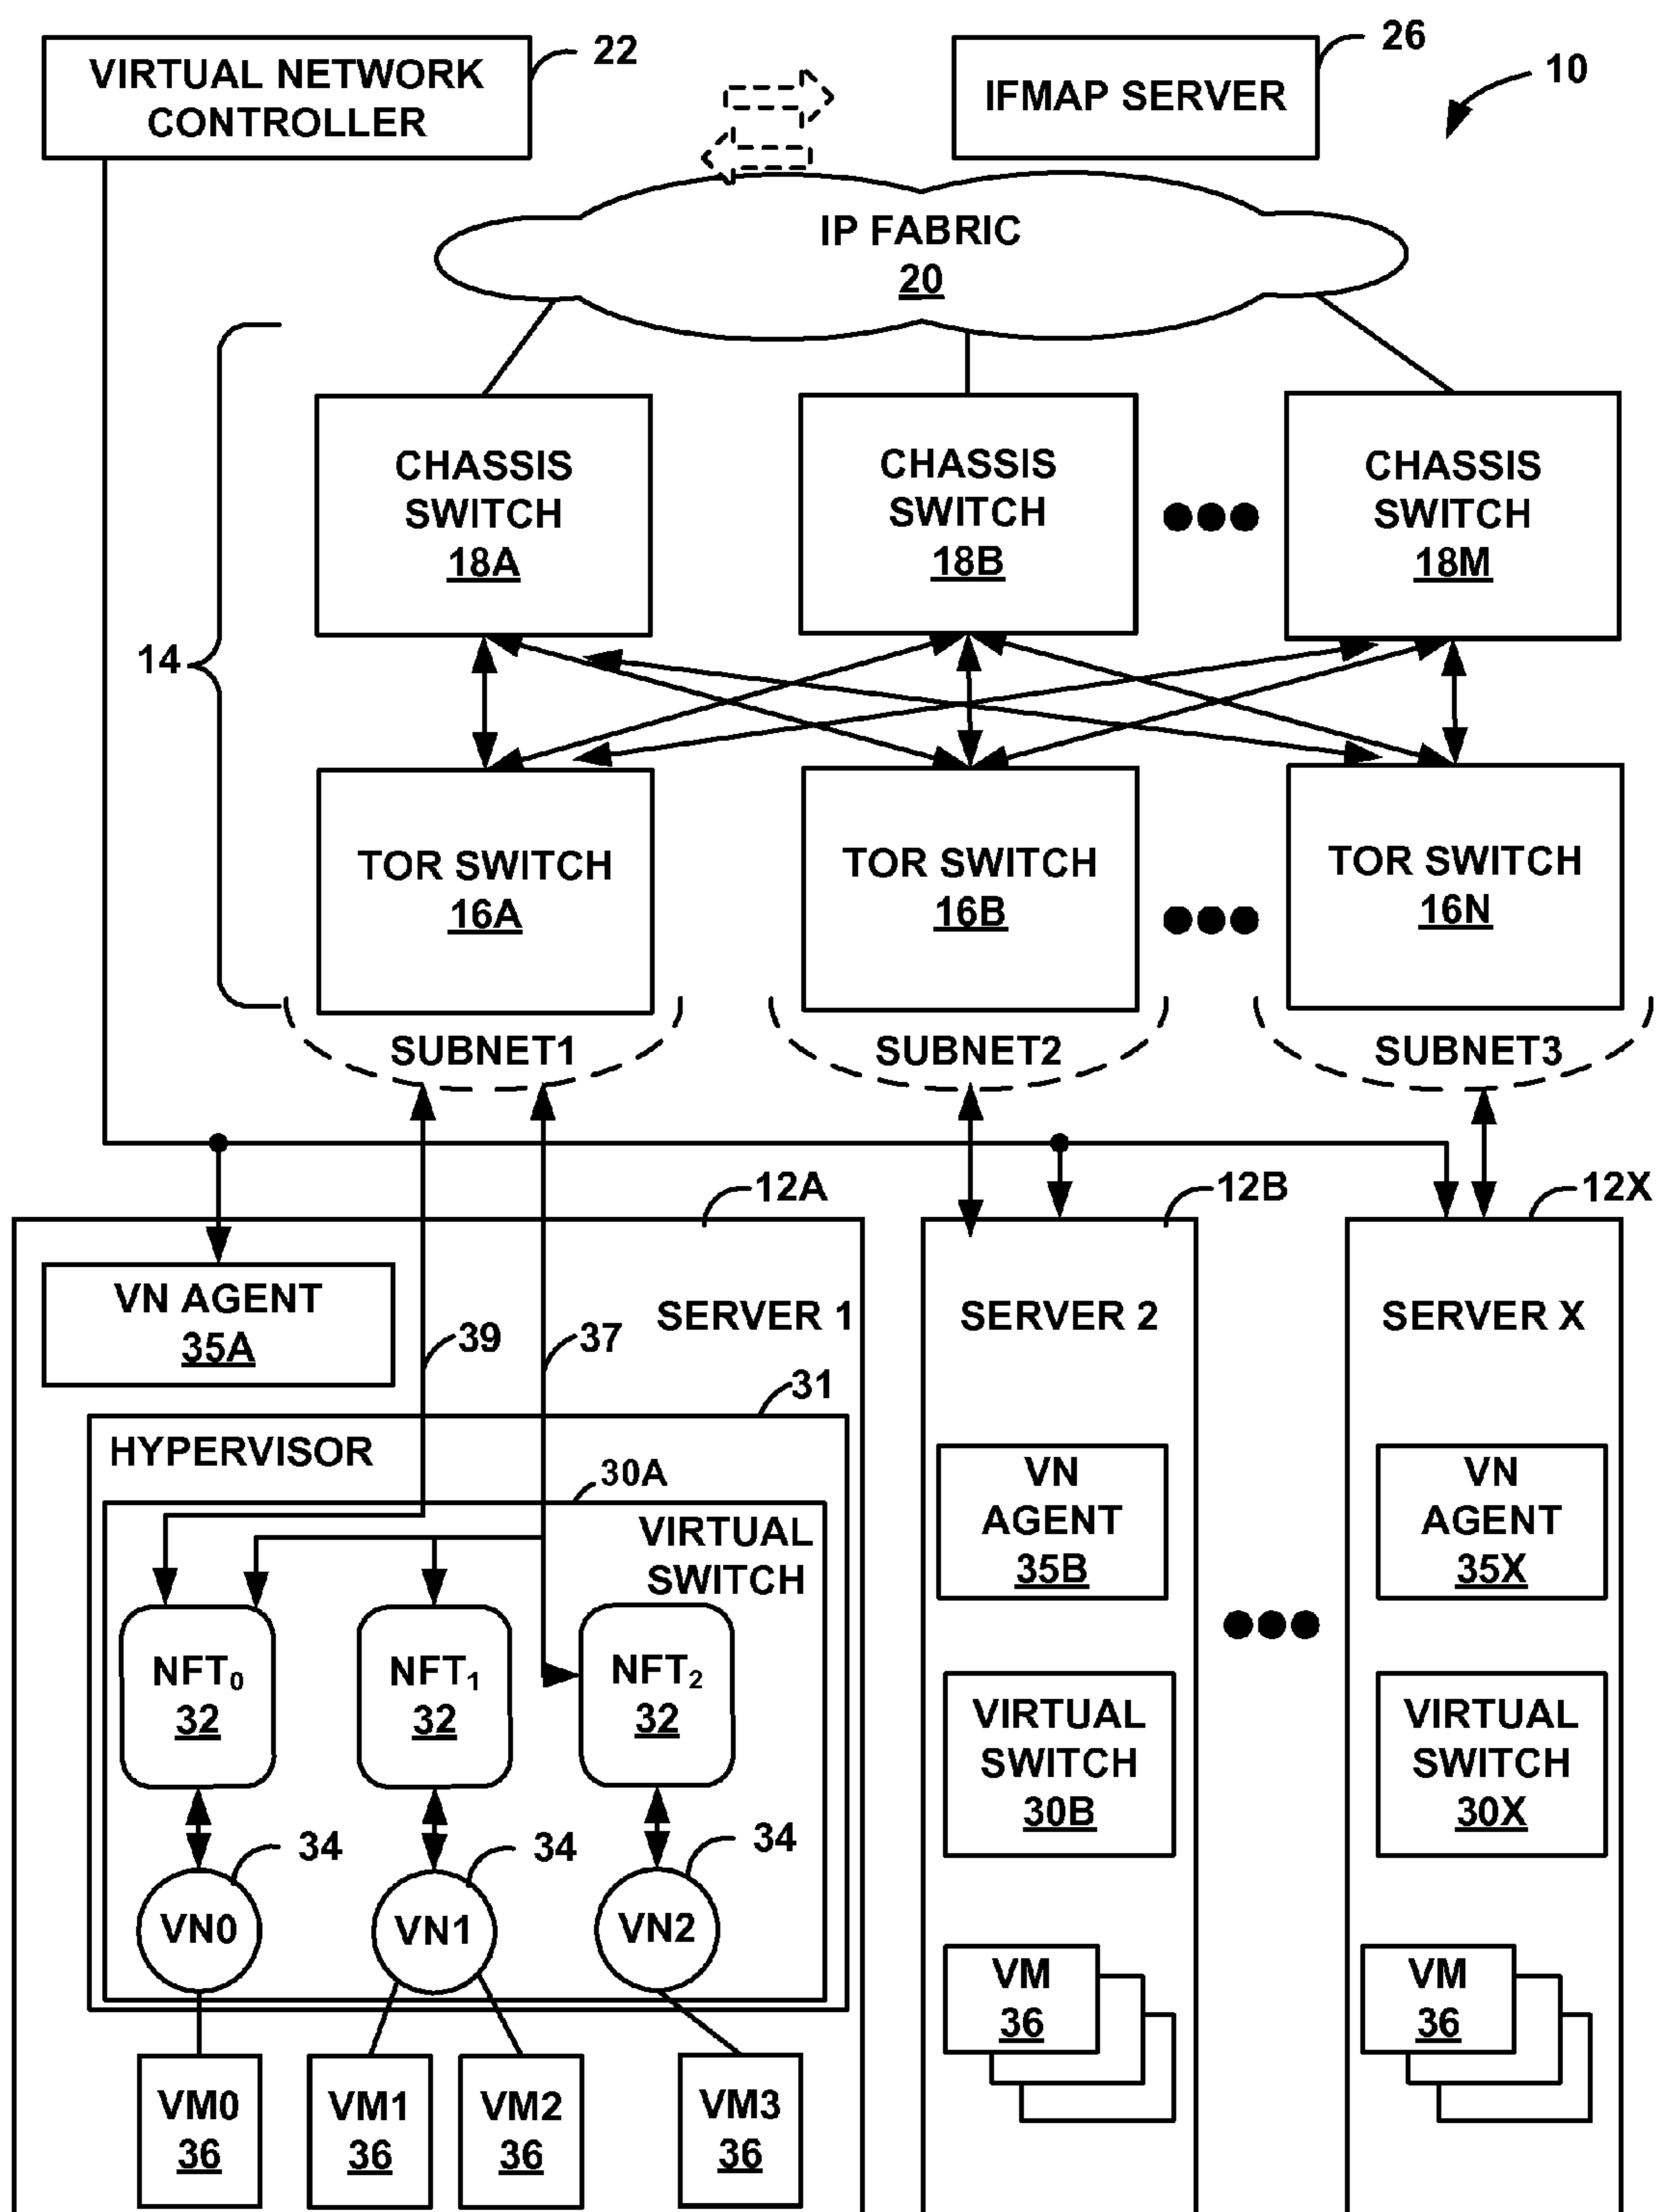 VIRTUAL NETWORK
CONTROLLER
22
IFMAP SERVER
26
10
IP FABRIC
20
14
CHASSIS
SWITCH
18A
CHASSIS
SWITCH
18B
CHASSIS
SWITCH
18M
TOR SWITCH
16A
TOR SWITCH
16B
TOR SWITCH
16N
SUBNET1
SUBNET2
SUBNET3
12A
12B
12X
VN AGENT
35A
SERVER 1
39
37
31
HYPERVISOR
30A
VIRTUAL
SWITCH
NFT₀
32
NFT₁
32
NFT₂
32
34
34
34
VN0
VN1
VN2
VM0
36
VM1
36
VM2
36
VM3
36
SERVER 2
VN
AGENT
35B
VIRTUAL
SWITCH
30B
VM
36
SERVER X
VN
AGENT
35X
VIRTUAL
SWITCH
30X
VM
36